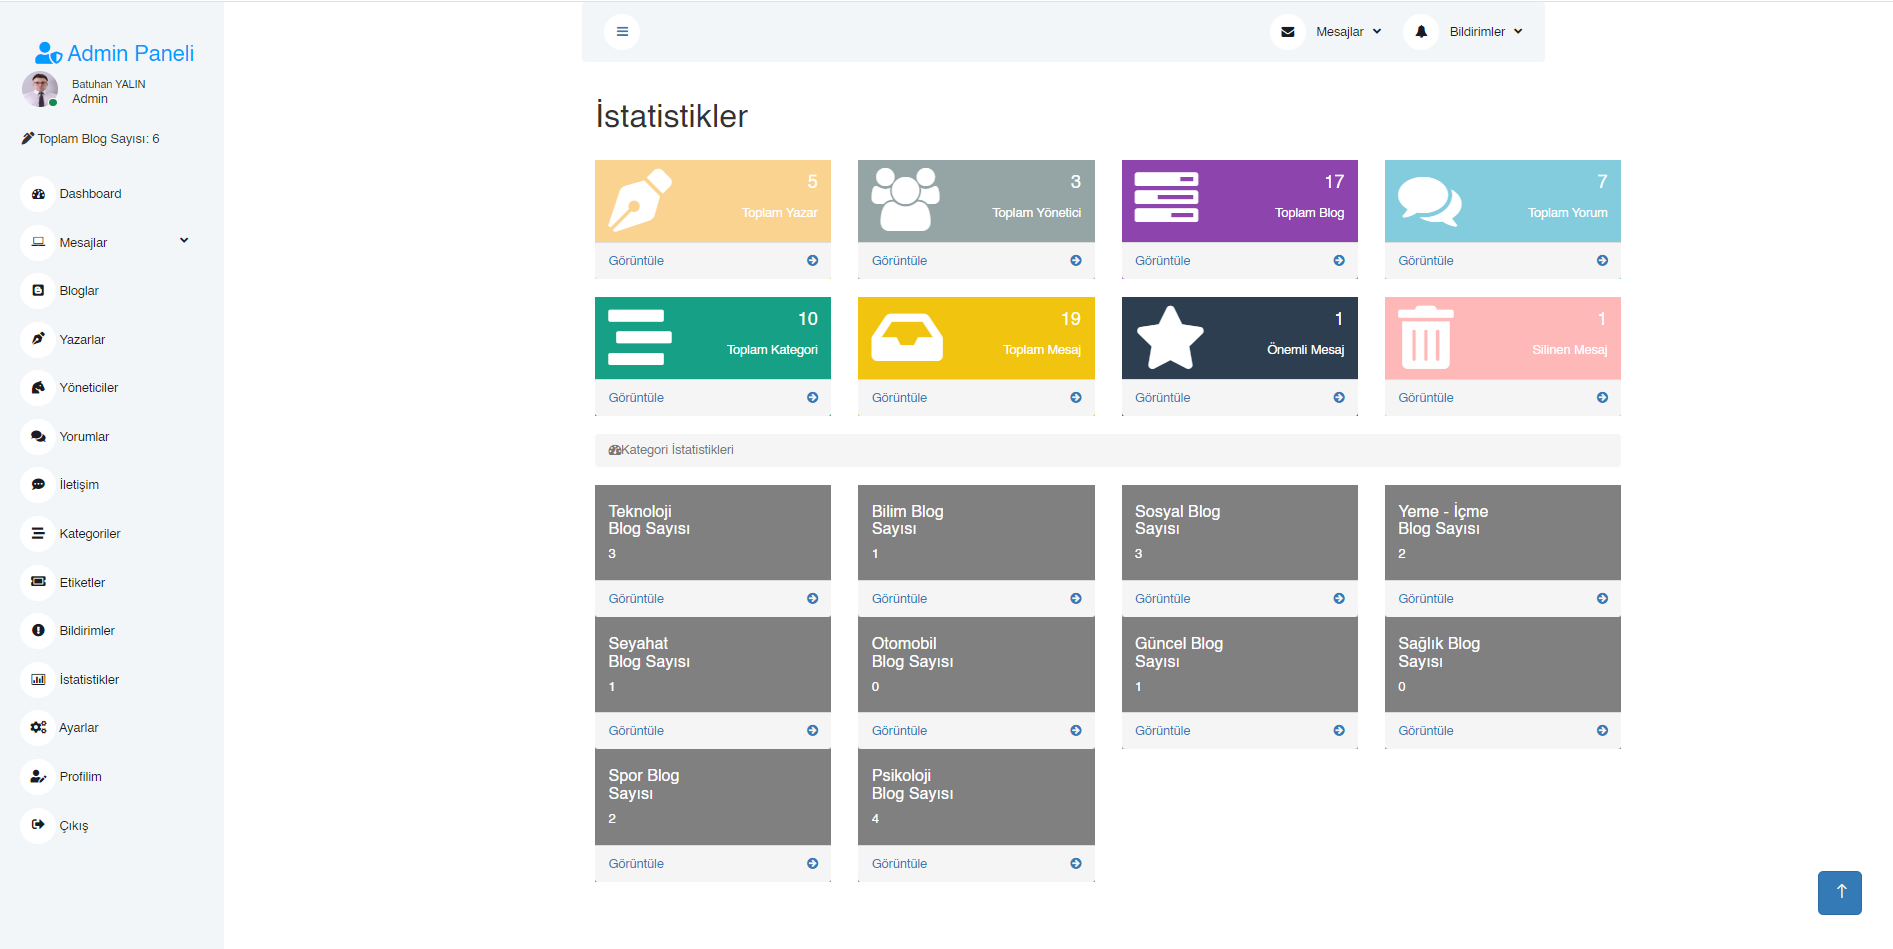 Admin Paneli
Batuhan YALIN
Admin
Toplam Blog Sayısı: 6
Dashboard
Mesajlar
Bloglar
Yazarlar
Yöneticiler
Yorumlar
İletişim
Kategoriler
Etiketler
Bildirimler
İstatistikler
Ayarlar
Profilim
Çıkış
Mesajlar
Bildirimler
İstatistikler
5
Toplam Yazar
Görüntüle
3
Toplam Yönetici
Görüntüle
17
Toplam Blog
Görüntüle
7
Toplam Yorum
Görüntüle
10
Toplam Kategori
Görüntüle
19
Toplam Mesaj
Görüntüle
1
Önemli Mesaj
Görüntüle
1
Silinen Mesaj
Görüntüle
Kategori İstatistikleri
Teknoloji
Blog Sayısı
3
Görüntüle
Bilim Blog
Sayısı
1
Görüntüle
Sosyal Blog
Sayısı
3
Görüntüle
Yeme - İçme
Blog Sayısı
2
Görüntüle
Seyahat
Blog Sayısı
1
Görüntüle
Otomobil
Blog Sayısı
0
Görüntüle
Güncel Blog
Sayısı
1
Görüntüle
Sağlık Blog
Sayısı
0
Görüntüle
Spor Blog
Sayısı
2
Görüntüle
Psikoloji
Blog Sayısı
4
Görüntüle